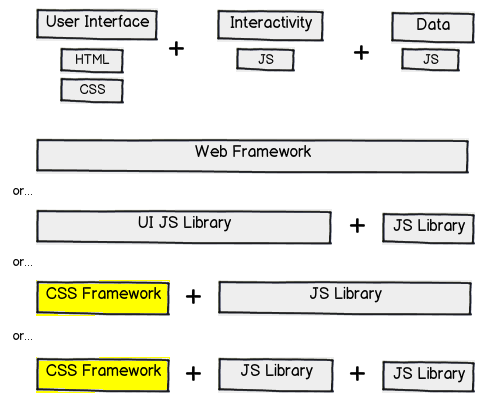 User Interface + Interactivity + Data
HTML JS JS
CSS
Web Framework
or...
UI JS Library + JS Library
or...
CSS Framework + JS Library
or...
CSS Framework + JS Library + JS Library